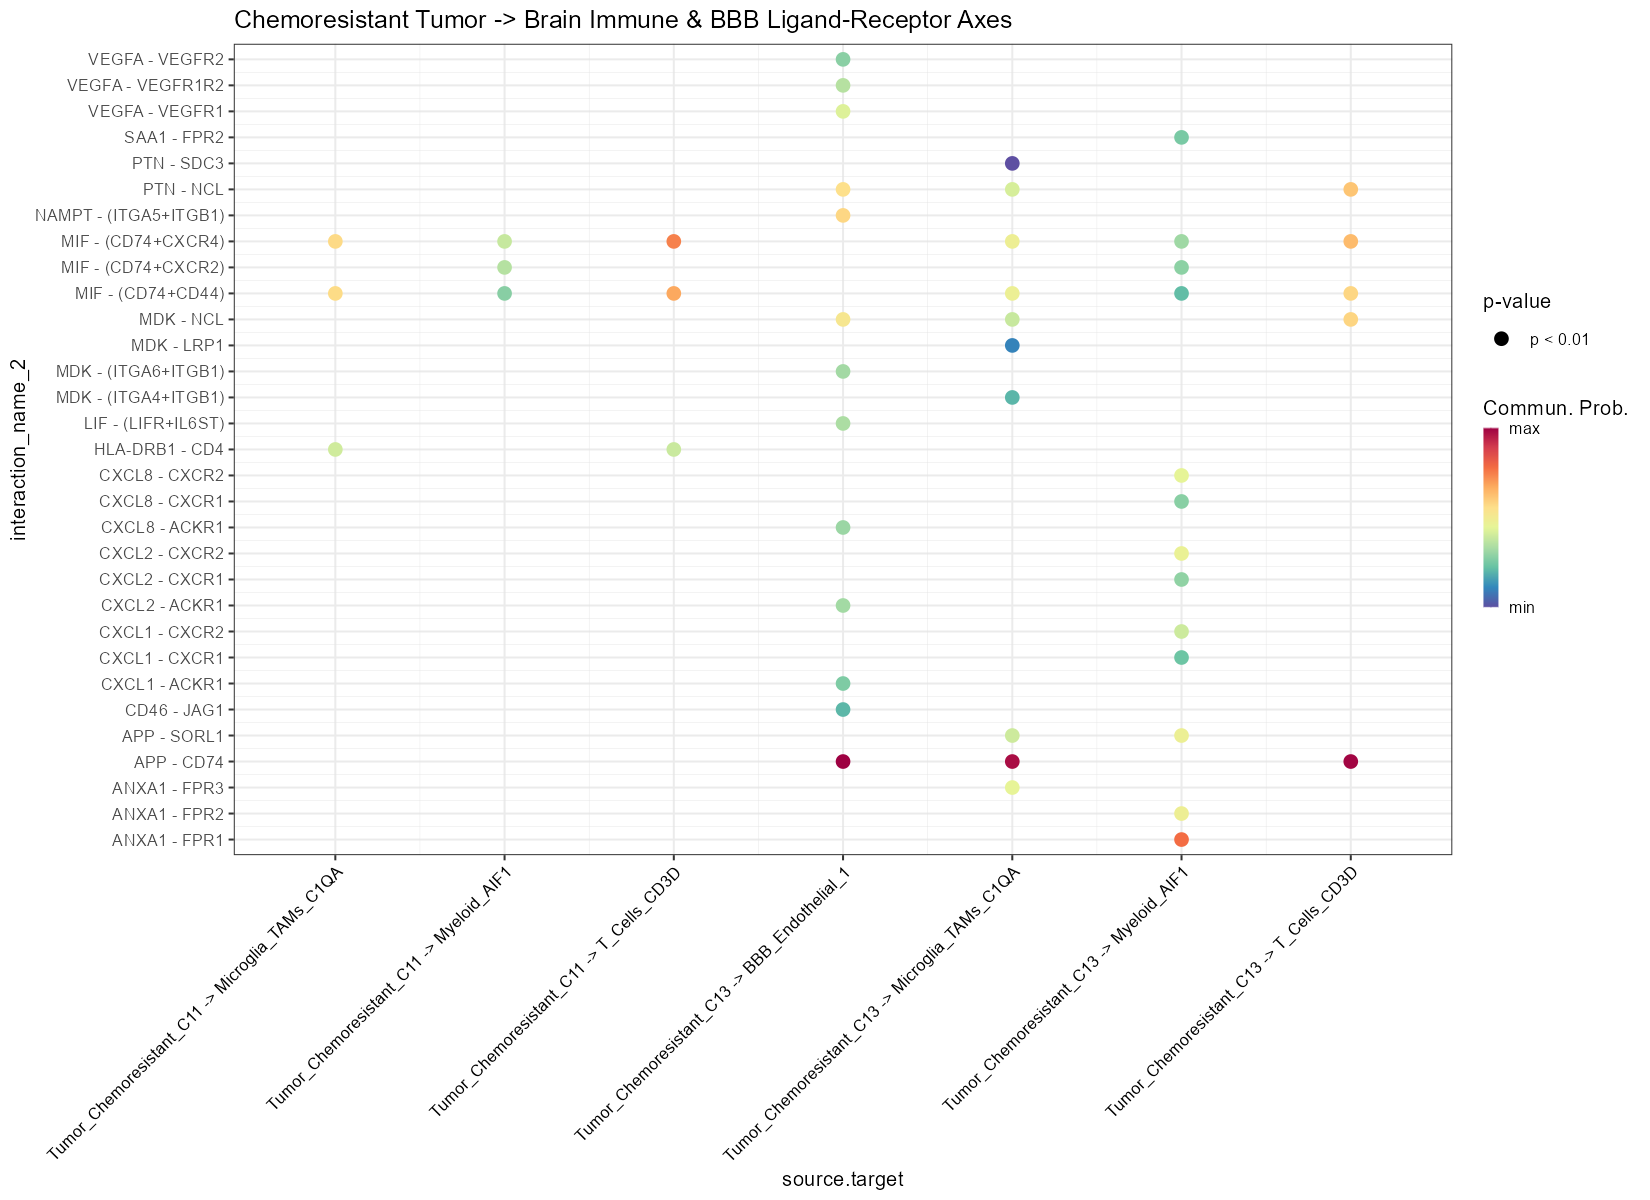 Chemoresistant Tumor -> Brain Immune & BBB Ligand-Receptor Axes
interaction_name_2
VEGFA - VEGFR2
VEGFA - VEGFR1R2
VEGFA - VEGFR1
SAA1 - FPR2
PTN - SDC3
PTN - NCL
NAMPT - (ITGA5+ITGB1)
MIF - (CD74+CXCR4)
MIF - (CD74+CXCR2)
MIF - (CD74+CD44)
MDK - NCL
MDK - LRP1
MDK - (ITGA6+ITGB1)
MDK - (ITGA4+ITGB1)
LIF - (LIFR+IL6ST)
HLA-DRB1 - CD4
CXCL8 - CXCR2
CXCL8 - CXCR1
CXCL8 - ACKR1
CXCL2 - CXCR2
CXCL2 - CXCR1
CXCL2 - ACKR1
CXCL1 - CXCR2
CXCL1 - CXCR1
CXCL1 - ACKR1
CD46 - JAG1
APP - SORL1
APP - CD74
ANXA1 - FPR3
ANXA1 - FPR2
ANXA1 - FPR1
Tumor_Chemoresistant_C11 -> Microglia_TAMs_C1QA
Tumor_Chemoresistant_C11 -> Myeloid_AIF1
Tumor_Chemoresistant_C11 -> T_Cells_CD3D
Tumor_Chemoresistant_C13 -> BBB_Endothelial_1
Tumor_Chemoresistant_C13 -> Microglia_TAMs_C1QA
Tumor_Chemoresistant_C13 -> Myeloid_AIF1
Tumor_Chemoresistant_C13 -> T_Cells_CD3D
source.target
p-value
p < 0.01
Commun. Prob.
max
min